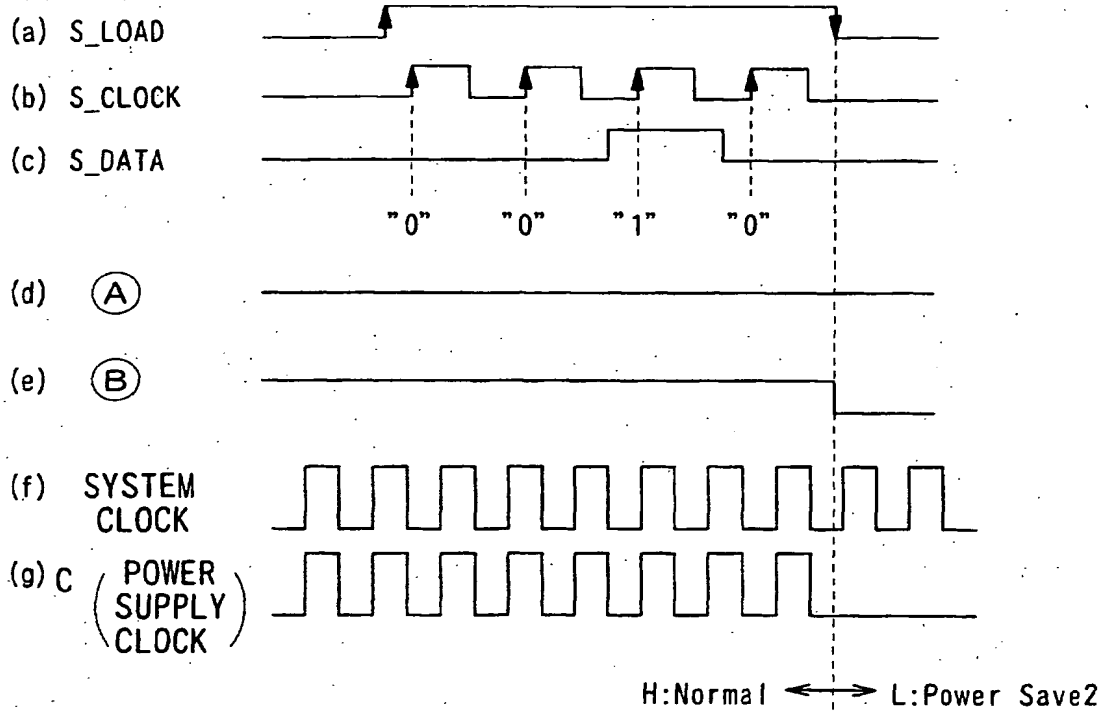 (a) S_LOAD
(b) S_CLOCK
(c) S_DATA
"0" "0" "1" "0"
(d) A
(e) B
(f) SYSTEM
CLOCK
(g) C ( POWER
SUPPLY
CLOCK )
H:Normal L:Power Save2